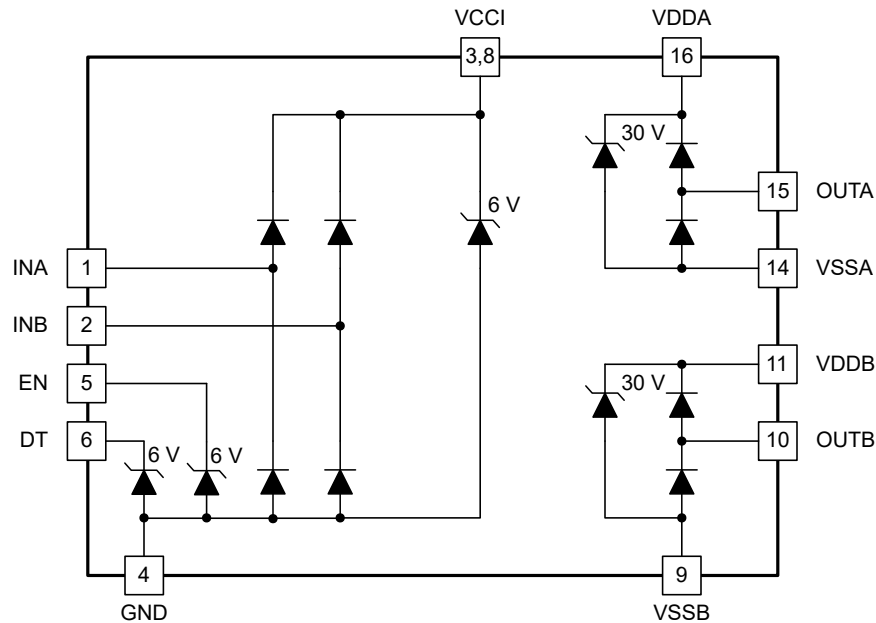 VCCI
VDDA
3,8
16
30 V
15
OUTA
6 V
INA
1
14
VSSA
INB
2
11
VDDB
EN
5
30 V
DT
6
10
OUTB
6 V
6 V
4
9
GND
VSSB